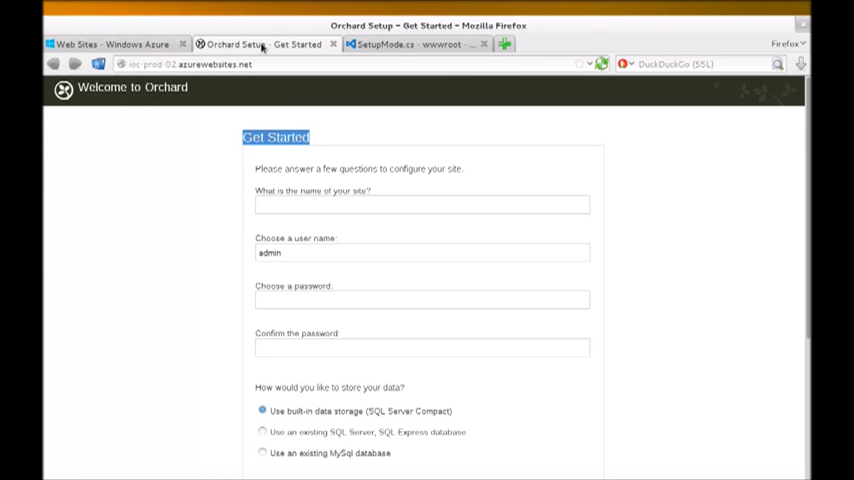 Orchard Setup - Get Started - Mozilla Firefox
Web Sites - Windows Azure
Orchard Setup - Get Started
SetupMode.cs - wwwroot - ...
Firefox
ioc-prod-02.azurewebsites.net
DuckDuckGo (SSL)
Welcome to Orchard
Get Started
Please answer a few questions to configure your site.
What is the name of your site?
Choose a user name:
admin
Choose a password:
Confirm the password:
How would you like to store your data?
Use built-in data storage (SQL Server Compact)
Use an existing SQL Server, SQL Express database
Use an existing MySql database